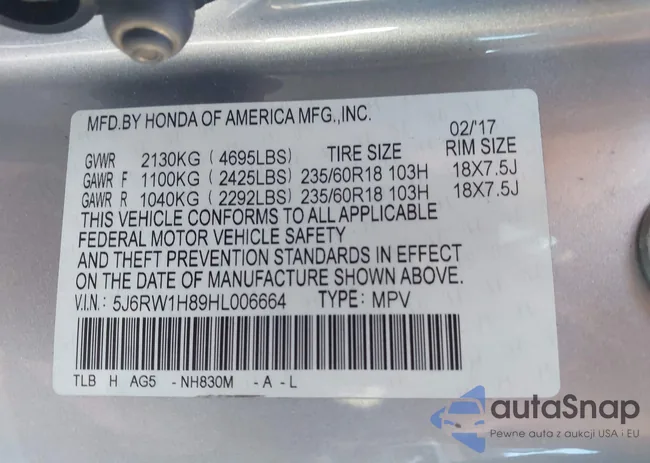 MFD.BY HONDA OF AMERICA MFG.,INC.
02/'17
GVWR 2130KG ( 4695LBS) TIRE SIZE RIM SIZE
GAWR F 1100KG ( 2425LBS) 235/60R18 103H 18X7.5J
GAWR R 1040KG ( 2292LBS) 235/60R18 103H 18X7.5J
THIS VEHICLE CONFORMS TO ALL APPLICABLE
FEDERAL MOTOR VEHICLE SAFETY
AND THEFT PREVENTION STANDARDS IN EFFECT
ON THE DATE OF MANUFACTURE SHOWN ABOVE.
V.I.N.: 5J6RW1H89HL006664 TYPE: MPV
TLB H AG5 -NH830M -A-L
autaSnap
Pewne auta z aukcji USA i EU